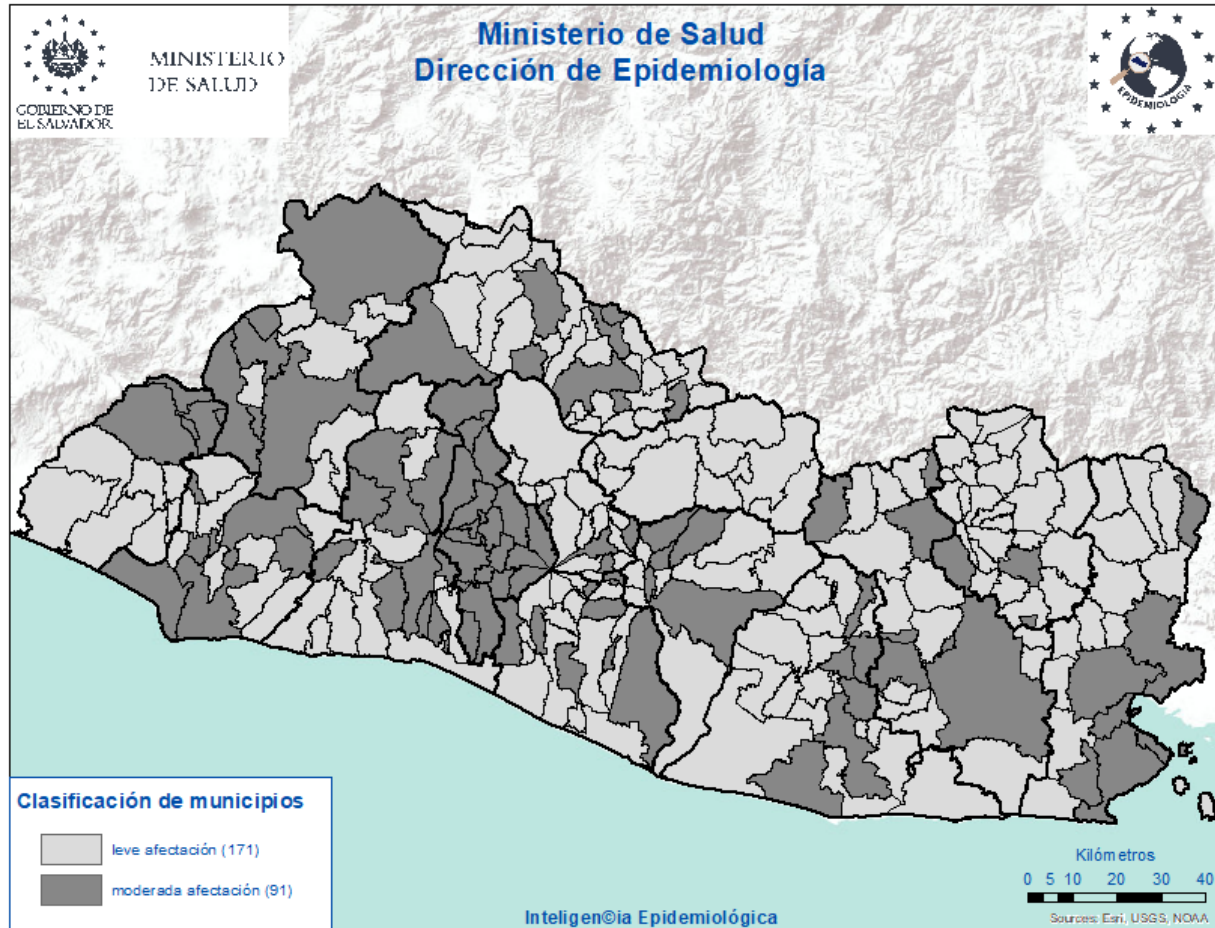 MINISTERIO
DE SALUD
GOBIERNO DE
EL SALVADOR
Ministerio de Salud
Dirección de Epidemiología
EPIDEMIOLOGÍA
Clasificación de municipios
leve afectación (171)
moderada afectación (91)
Inteligen©ia Epidemiológica
Kilómetros
0 5 10 20 30 40
Sources: Esri, USGS, NOAA